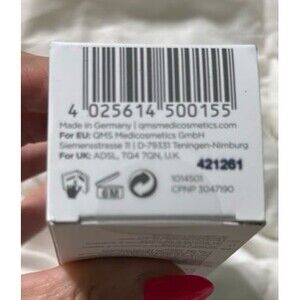 4 025614 500155
Made in Germany | qmsmedicosmetics.com
For EU: QMS Medicosmetics GmbH
Siemensstrasse 11 | D-79331 Teningen-Nimburg
For UK: ADSL, TQ4 7QN, U.K.
421261
6M
1014501
CPNP 3047190